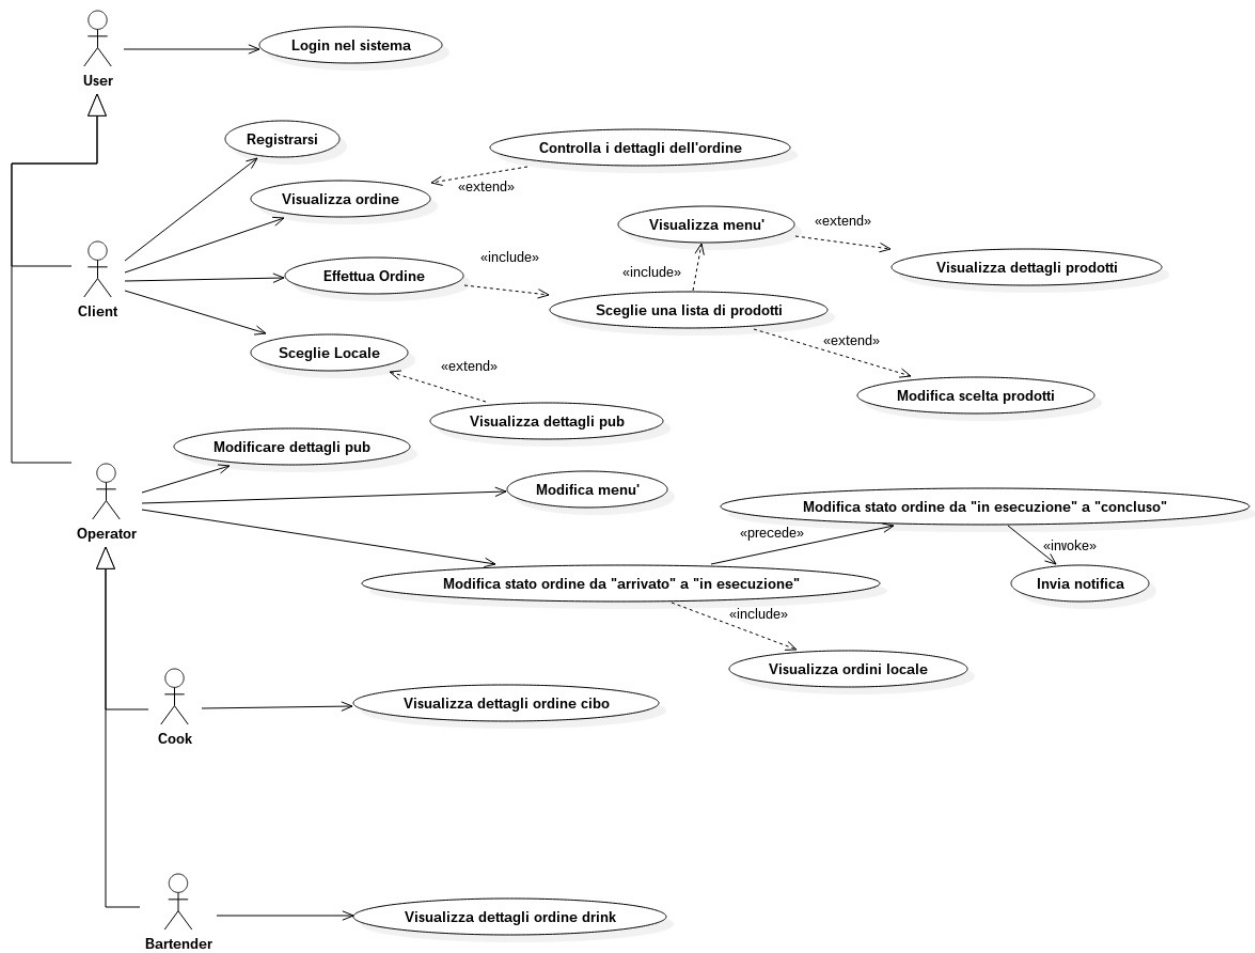 Login nel sistema
User
Registrarsi
Controlla i dettagli dell'ordine
«extend»
Visualizza ordine
Visualizza menu'
«extend»
Effettua Ordine
«include»
«include»
Visualizza dettagli prodotti
Client
Sceglie una lista di prodotti
Sceglie Locale
«extend»
«extend»
Modifica scelta prodotti
Visualizza dettagli pub
Modificare dettagli pub
Modifica menu'
Modifica stato ordine da "in esecuzione" a "concluso"
Operator
«precede»
«invoke»
Modifica stato ordine da "arrivato" a "in esecuzione"
Invia notifica
«include»
Visualizza ordini locale
Visualizza dettagli ordine cibo
Cook
Visualizza dettagli ordine drink
Bartender